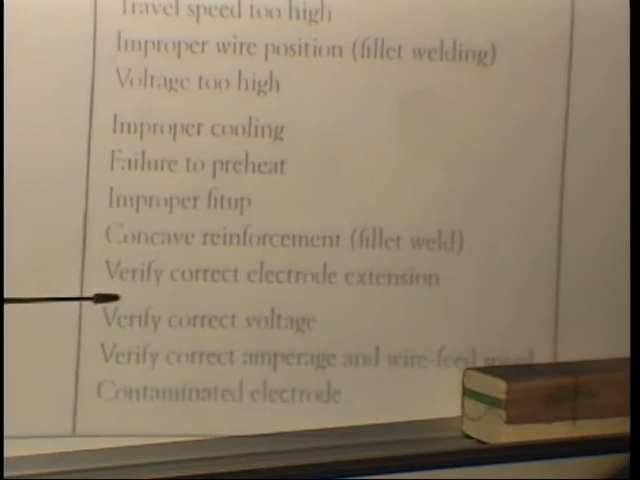 Travel speed too high
Improper wire position (fillet welding)
Voltage too high
Improper cooling
Failure to preheat
Improper fitup
Concave reinforcement (fillet weld)
Verify correct electrode extension
Verify correct voltage
Verify correct amperage and wire-feed speed
Contaminated electrode